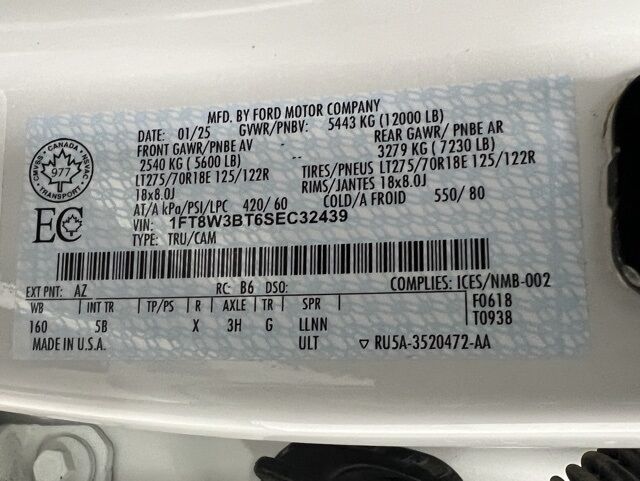 MFD. BY FORD MOTOR COMPANY
DATE: 01/25 GVWR/PNBV: 5443 KG (12000 LB)
FRONT GAWR/PNBE AV REAR GAWR/ PNBE AR
2540 KG ( 5600 LB) -- 3279 KG ( 7230 LB)
LT275/70R18E 125/122R TIRES/PNEUS LT275/70R18E 125/122R
18x8.0J RIMS/JANTES 18x8.0J
AT/A kPa/PSI/LPC 420/ 60 COLD/A FROID 550/ 80
VIN: 1FT8W3BT6SEC32439
TYPE: TRU/CAM
CANADA
CMVSS NSVAC
977
TRANSPORT
EC
EXT PNT: AZ RC: B6 DSO: COMPLIES: ICES/NMB-002
WB INT TR TP/PS R AXLE TR SPR F0618
160 5B X 3H G LLNN T0938
MADE IN U.S.A. ULT ▽ RU5A-3520472-AA